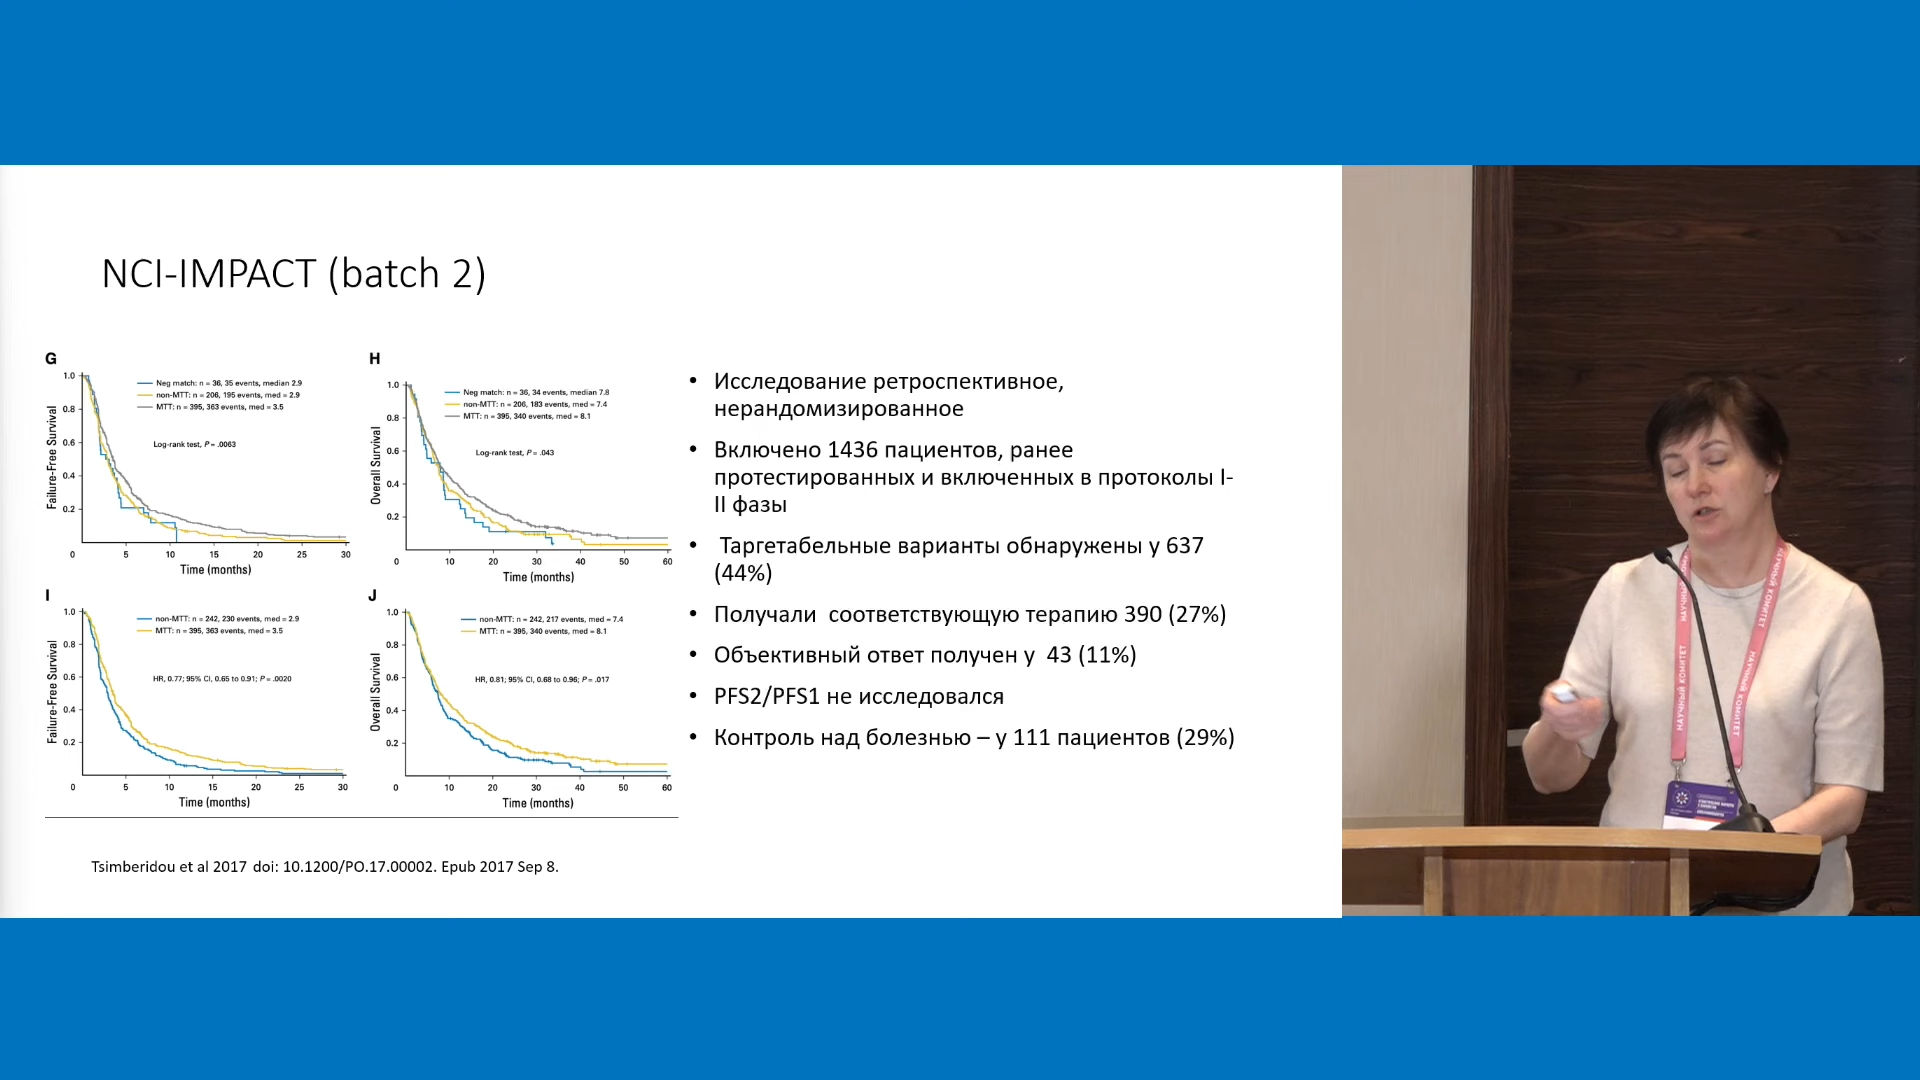 NCI-IMPACT (batch 2)
G
1.0
0.8
0.6
0.4
0.2
0
5
10
15
20
25
30
Failure-Free Survival
Time (months)
Neg match: n = 36, 35 events, median 2.9
non-MTT: n = 206, 195 events, med = 2.9
MTT: n = 395, 363 events, med = 3.5
Log-rank test, P = .0063
H
1.0
0.8
0.6
0.4
0.2
0
10
20
30
40
50
60
Overall Survival
Time (months)
Neg match: n = 36, 34 events, median 7.8
non-MTT: n = 206, 183 events, med = 7.4
MTT: n = 395, 340 events, med = 8.1
Log-rank test, P = .043
I
1.0
0.8
0.6
0.4
0.2
0
5
10
15
20
25
30
Failure-Free Survival
Time (months)
non-MTT: n = 242, 230 events, med = 2.9
MTT: n = 395, 363 events, med = 3.5
HR, 0.77; 95% CI, 0.65 to 0.91; P = .0020
J
1.0
0.8
0.6
0.4
0.2
0
10
20
30
40
50
60
Overall Survival
Time (months)
non-MTT: n = 242, 217 events, med = 7.4
MTT: n = 395, 340 events, med = 8.1
HR, 0.81; 95% CI, 0.68 to 0.96; P = .017
• Исследование ретроспективное,
нерандомизированное
• Включено 1436 пациентов, ранее
протестированных и включенных в протоколы I-
II фазы
• Таргетабельные варианты обнаружены у 637
(44%)
• Получали соответствующую терапию 390 (27%)
• Объективный ответ получен у 43 (11%)
• PFS2/PFS1 не исследовался
• Контроль над болезнью – у 111 пациентов (29%)
Tsimberidou et al 2017 doi: 10.1200/PO.17.00002. Epub 2017 Sep 8.
НАУЧНЫЙ КОМИТЕТ
НАУЧНЫЙ КОМИТЕТ